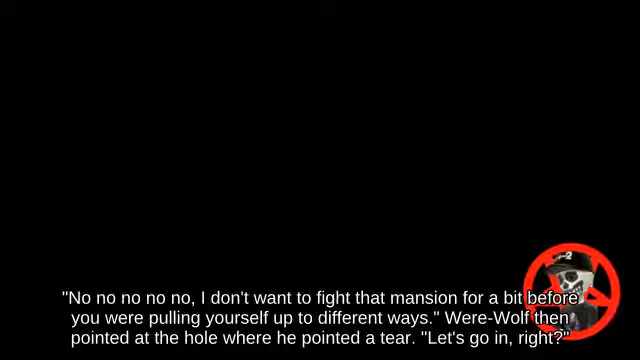 "No no no no no, I don't want to fight that mansion for a bit before
you were pulling yourself up to different ways." Were-Wolf then
pointed at the hole where he pointed a tear. "Let's go in, right?"